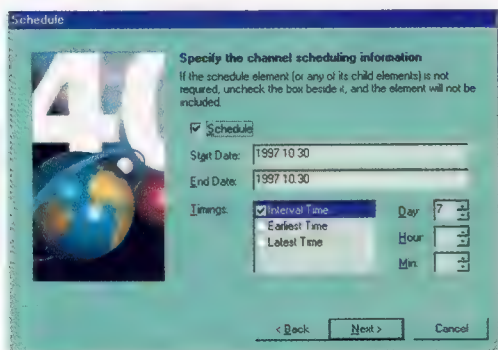 Schedule
40
Specify the channel scheduling information
If the schedule element (or any of its child elements) is not
required, uncheck the box beside it, and the element will not be
included.
Schedule
Start Date: 1997.10.30
End Date: 1997.10.30
Timings: Interval Time Day 7
Earliest Time Hour
Latest Time Min.
< Back Next > Cancel